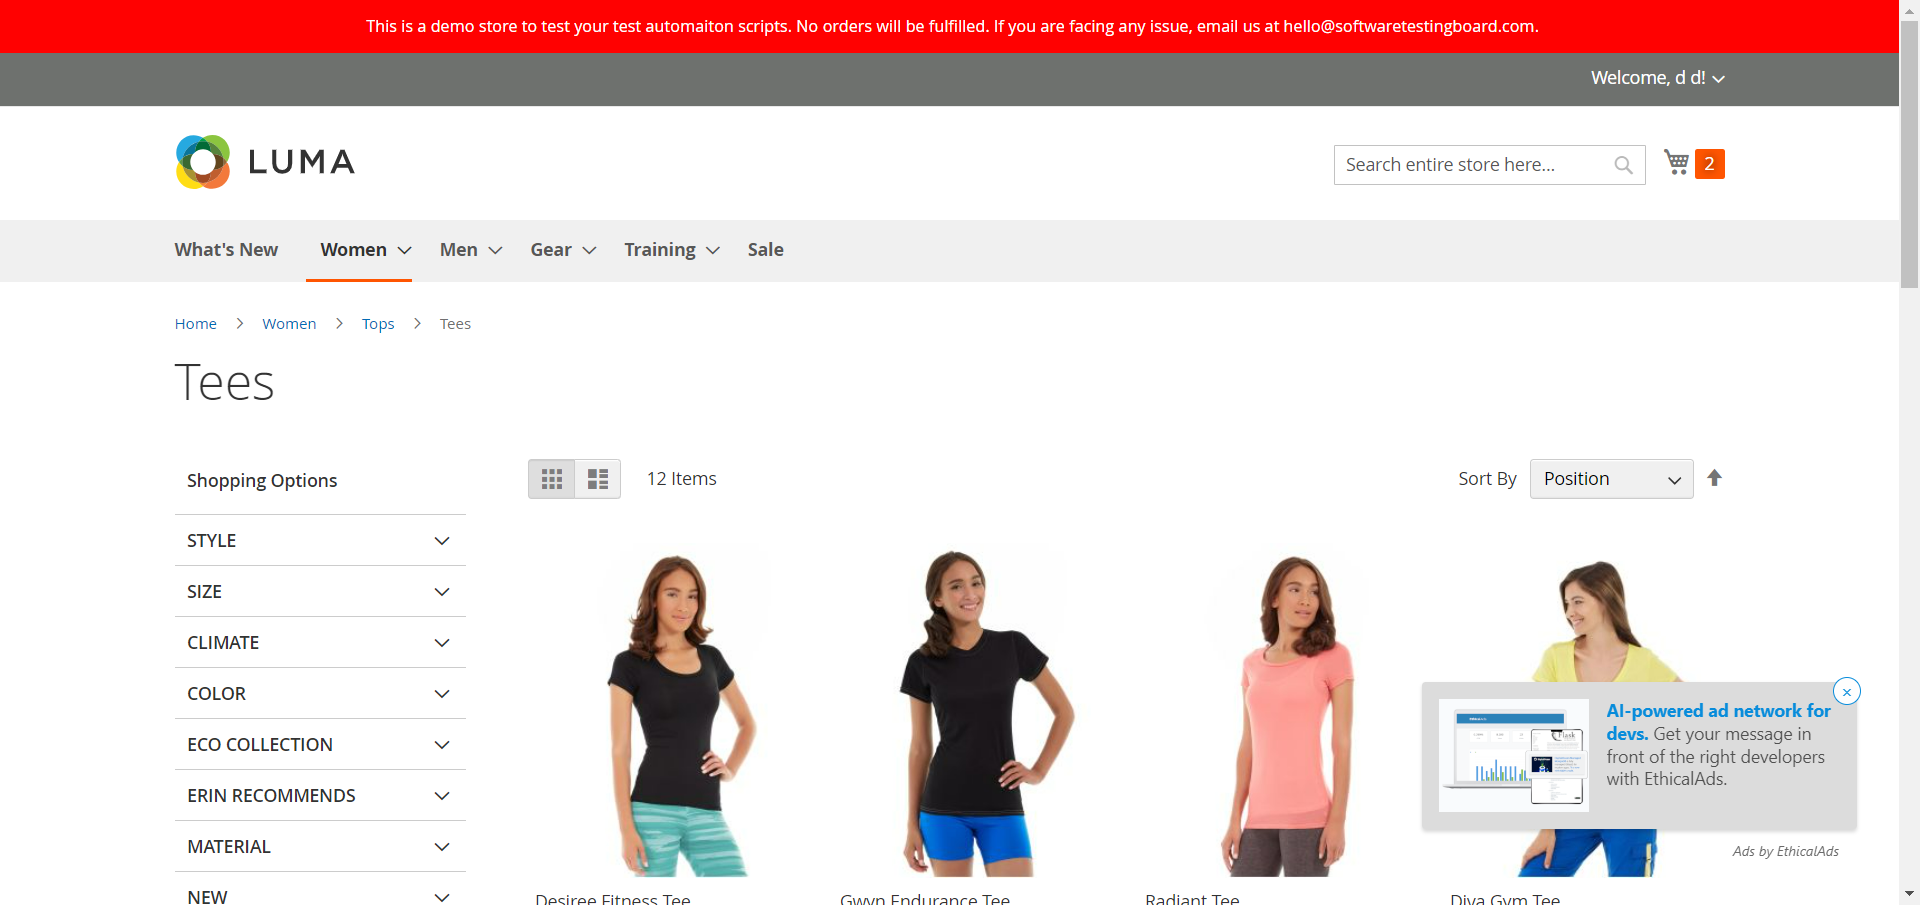 This is a demo store to test your test automaiton scripts. No orders will be fulfilled. If you are facing any issue, email us at hello@softwaretestingboard.com.
Welcome, d d!
LUMA
Search entire store here...
2
What's New
Women
Men
Gear
Training
Sale
Home
Women
Tops
Tees
Tees
Shopping Options
12 Items
Sort By
Position
STYLE
SIZE
CLIMATE
COLOR
ECO COLLECTION
ERIN RECOMMENDS
MATERIAL
NEW
Desiree Fitness Tee
Gwyn Endurance Tee
Radiant Tee
Diva Gym Tee
AI-powered ad network for
devs. Get your message in
front of the right developers
with EthicalAds.
Ads by EthicalAds